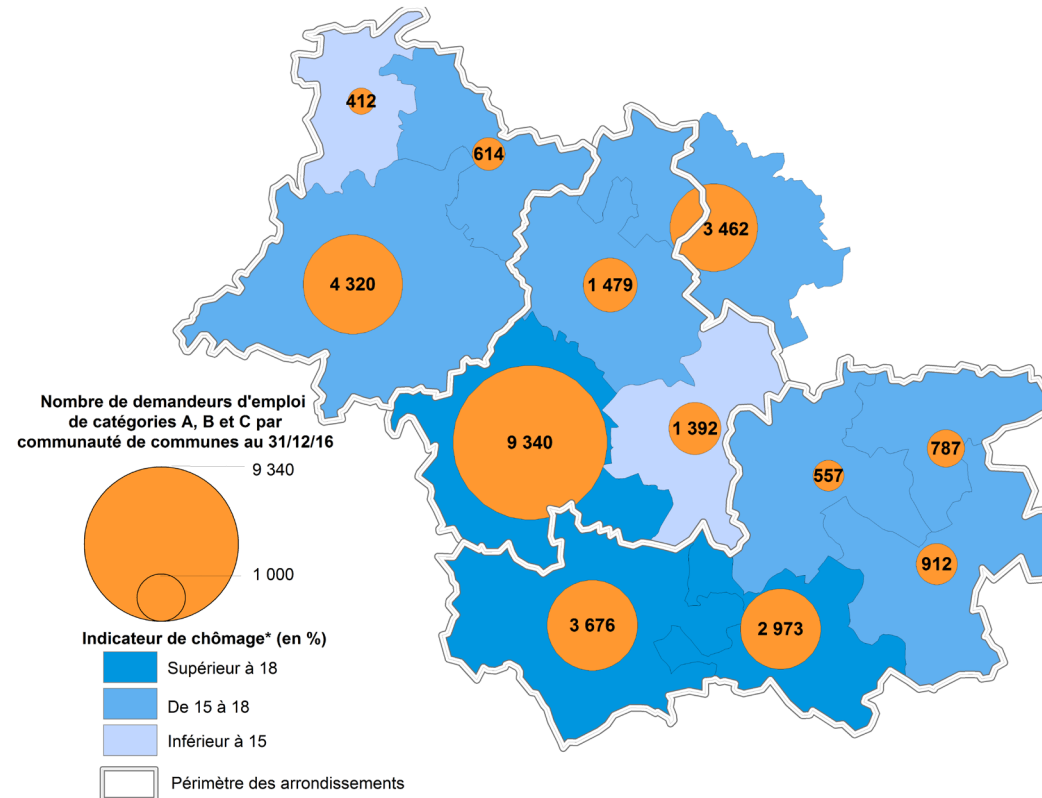 412
614
3 462
4 320
1 479
Nombre de demandeurs d'emploi
de catégories A, B et C par
communauté de communes au 31/12/16
9 340
1 392
9 340
787
557
1 000
912
3 676
2 973
Indicateur de chômage* (en %)
Supérieur à 18
De 15 à 18
Inférieur à 15
Périmètre des arrondissements